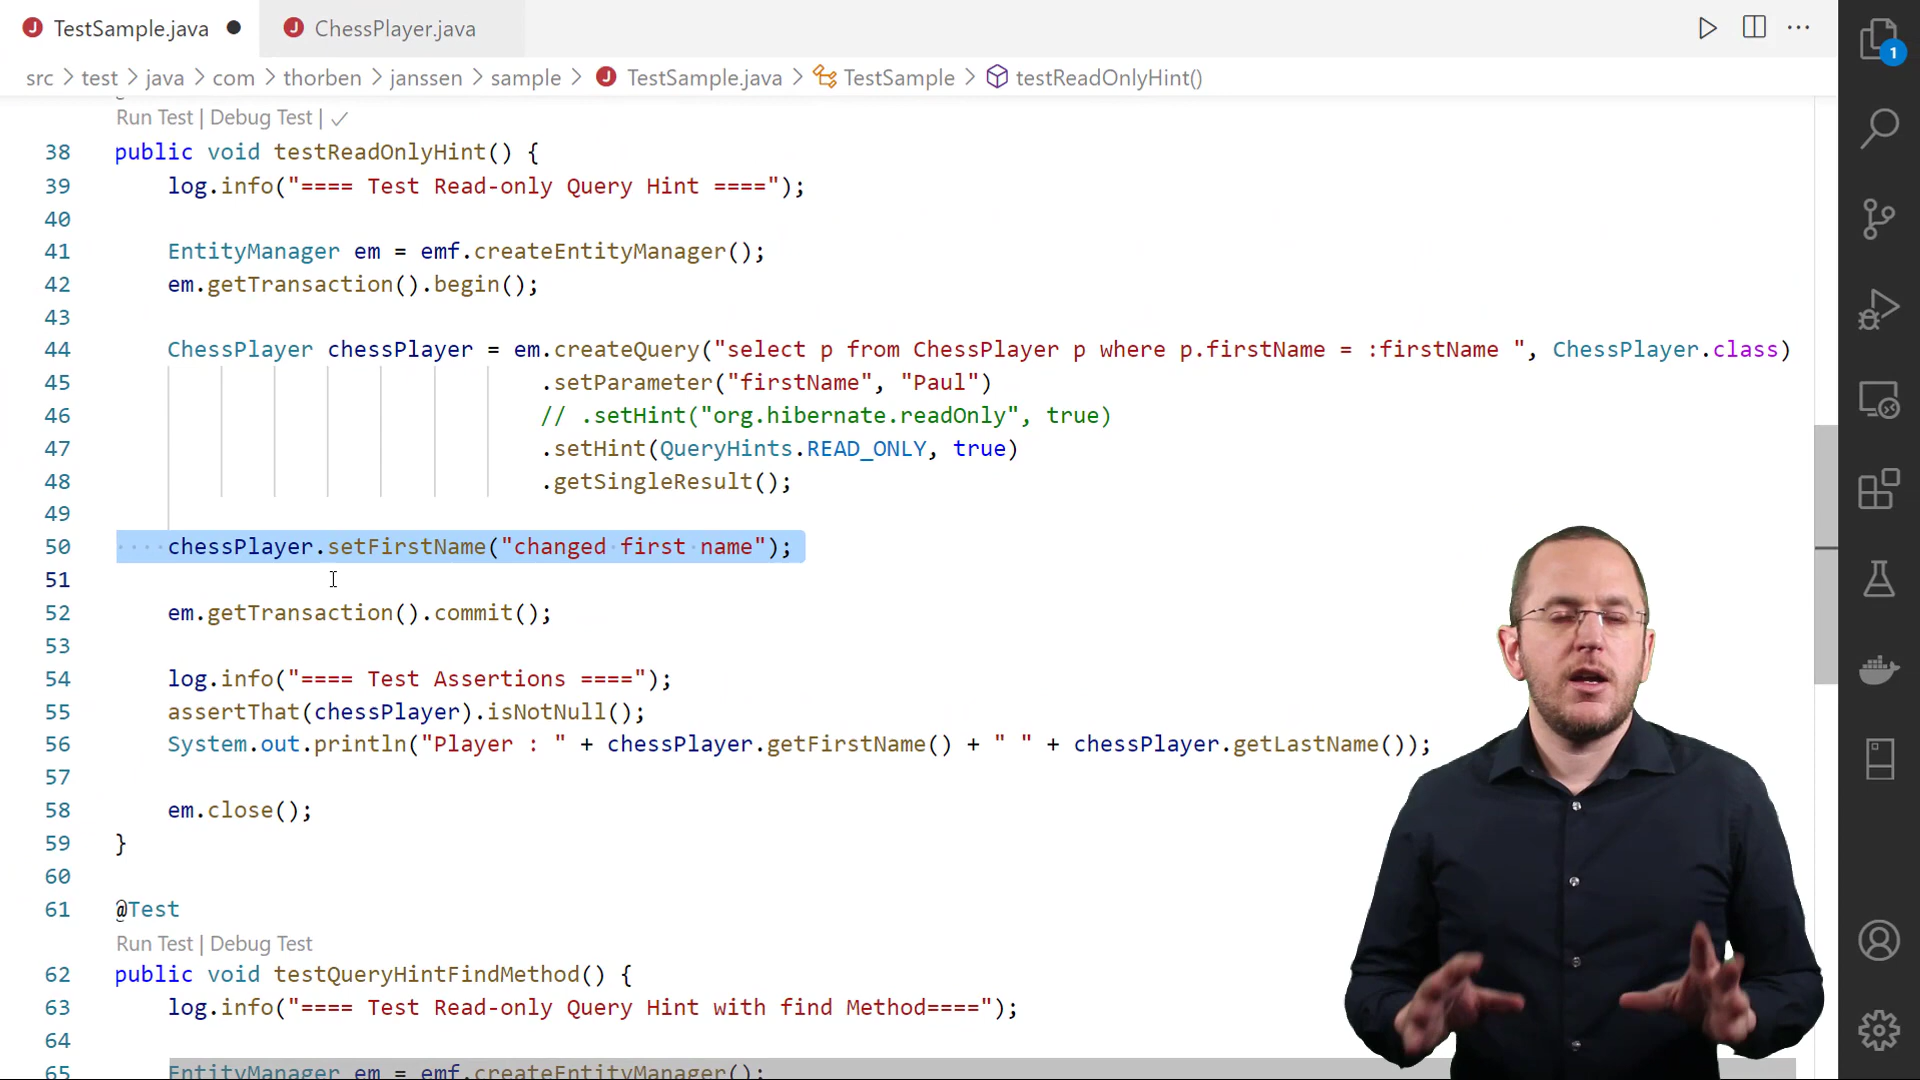 TestSample.java
ChessPlayer.java
src > test > java > com > thorben > janssen > sample > TestSample.java > TestSample > testReadOnlyHint()
1
Run Test | Debug Test | ✓
38 public void testReadOnlyHint() {
39 log.info("==== Test Read-only Query Hint ====");
40
41 EntityManager em = emf.createEntityManager();
42 em.getTransaction().begin();
43
44 ChessPlayer chessPlayer = em.createQuery("select p from ChessPlayer p where p.firstName = :firstName ", ChessPlayer.class)
45 .setParameter("firstName", "Paul")
46 // .setHint("org.hibernate.readOnly", true)
47 .setHint(QueryHints.READ_ONLY, true)
48 .getSingleResult();
49
50 chessPlayer.setFirstName("changed first name");
51
52 em.getTransaction().commit();
53
54 log.info("==== Test Assertions ====");
55 assertThat(chessPlayer).isNotNull();
56 System.out.println("Player : " + chessPlayer.getFirstName() + " " + chessPlayer.getLastName());
57
58 em.close();
59 }
60
61 @Test
Run Test | Debug Test
62 public void testQueryHintFindMethod() {
63 log.info("==== Test Read-only Query Hint with find Method====");
64
65 EntityManager em = emf.createEntityManager();